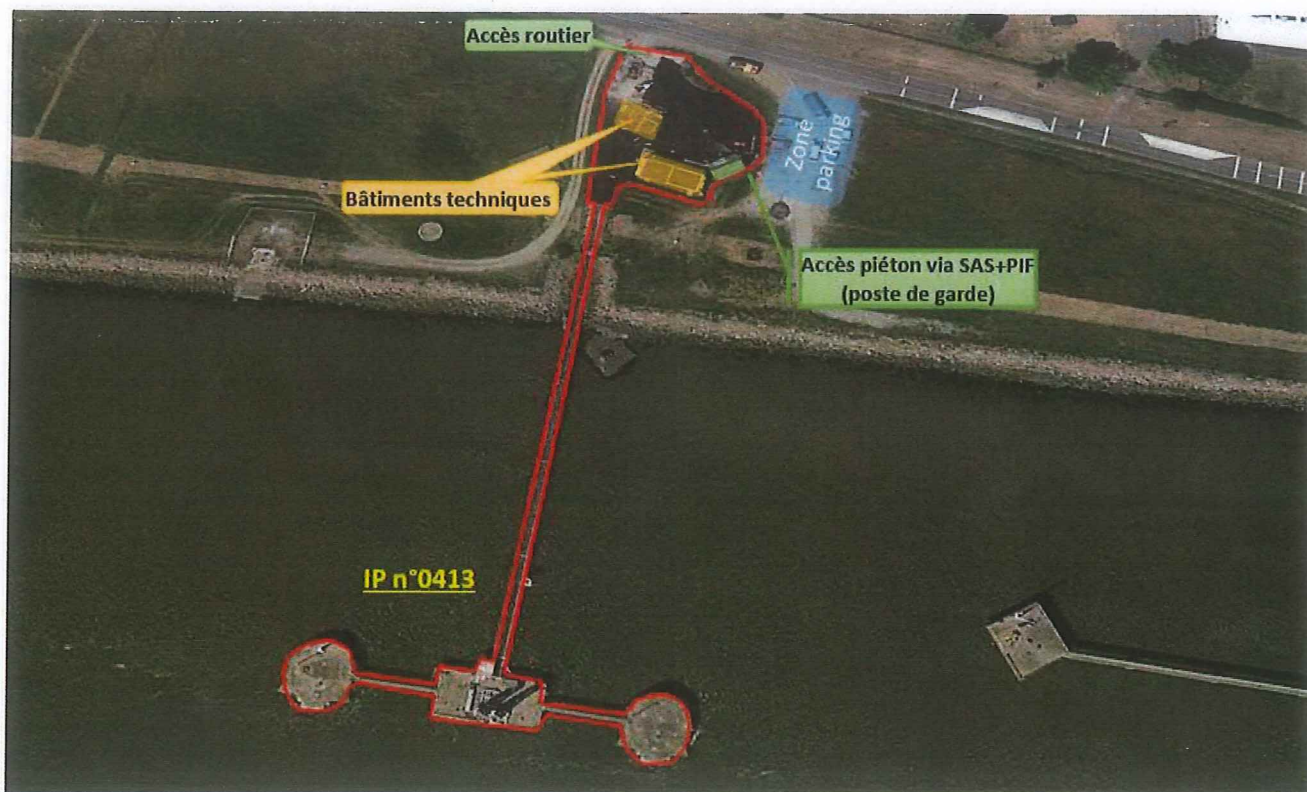 Accès routier
Zone
parking
Bâtiments techniques
Accès piéton via SAS+PIF
(poste de garde)
IP n°0413